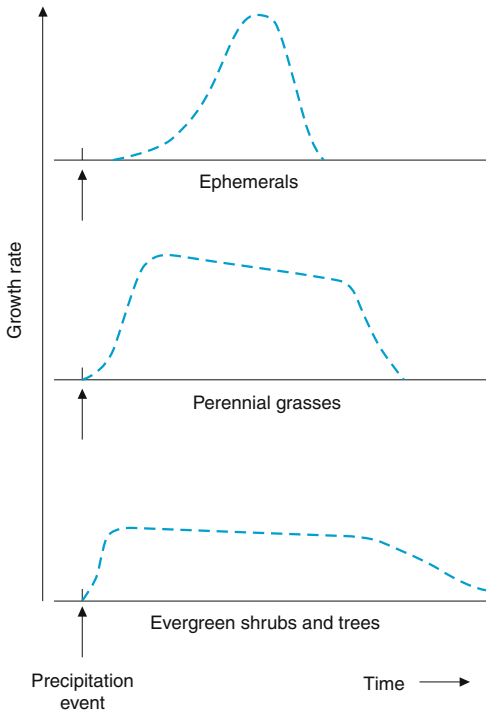 Growth rate
Ephemerals
Perennial grasses
Evergreen shrubs and trees
Precipitation
event
Time